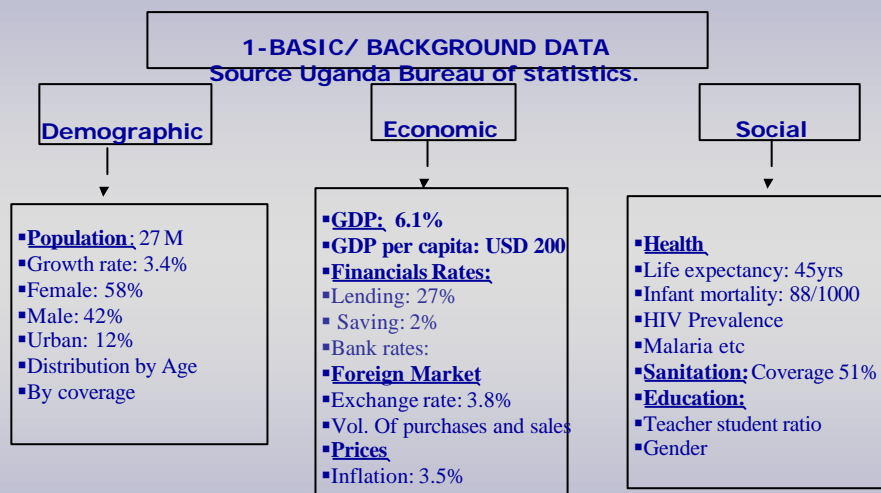 1-BASIC/ BACKGROUND DATA
Source Uganda Bureau of statistics.
Demographic
Economic
Social
▪Population: 27 M
▪Growth rate: 3.4%
▪Female: 58%
▪Male: 42%
▪Urban: 12%
▪Distribution by Age
▪By coverage
▪GDP: 6.1%
▪GDP per capita: USD 200
▪Financials Rates:
▪Lending: 27%
▪ Saving: 2%
▪Bank rates:
▪Foreign Market
▪Exchange rate: 3.8%
▪Vol. Of purchases and sales
▪Prices
▪Inflation: 3.5%
▪Health
▪Life expectancy: 45yrs
▪Infant mortality: 88/1000
▪HIV Prevalence
▪Malaria etc
▪Sanitation: Coverage 51%
▪Education:
▪Teacher student ratio
▪Gender